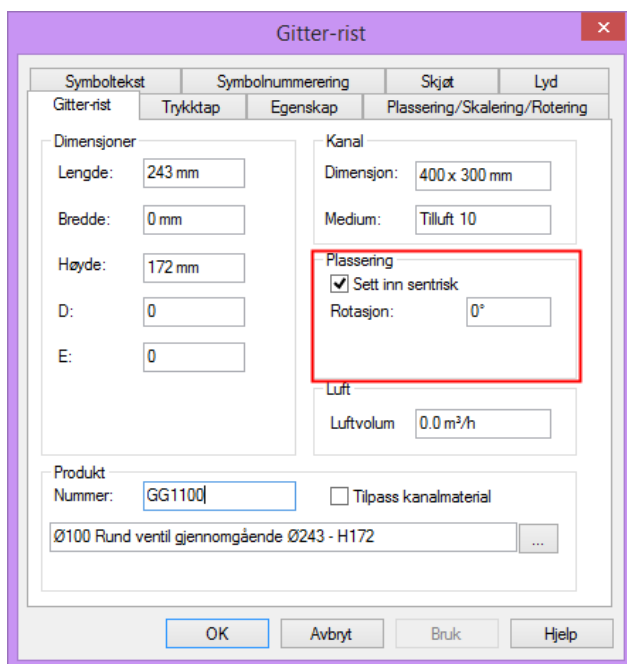 Gitter-rist
Symboltekst Symbolnummerering Skjøt Lyd
Gitter-rist Trykktap Egenskap Plassering/Skalering/Rotering
Dimensjoner
Lengde: 243 mm
Bredde: 0 mm
Høyde: 172 mm
D: 0
E: 0
Kanal
Dimensjon: 400 x 300 mm
Medium: Tilluft 10
Plassering
Sett inn sentrisk
Rotasjon: 0°
Luft
Luftvolum 0.0 m³/h
Produkt
Nummer: GG1100 Tilpass kanalmaterial
Ø100 Rund ventil gjennomgående Ø243 - H172 ...
OK Avbryt Bruk Hjelp